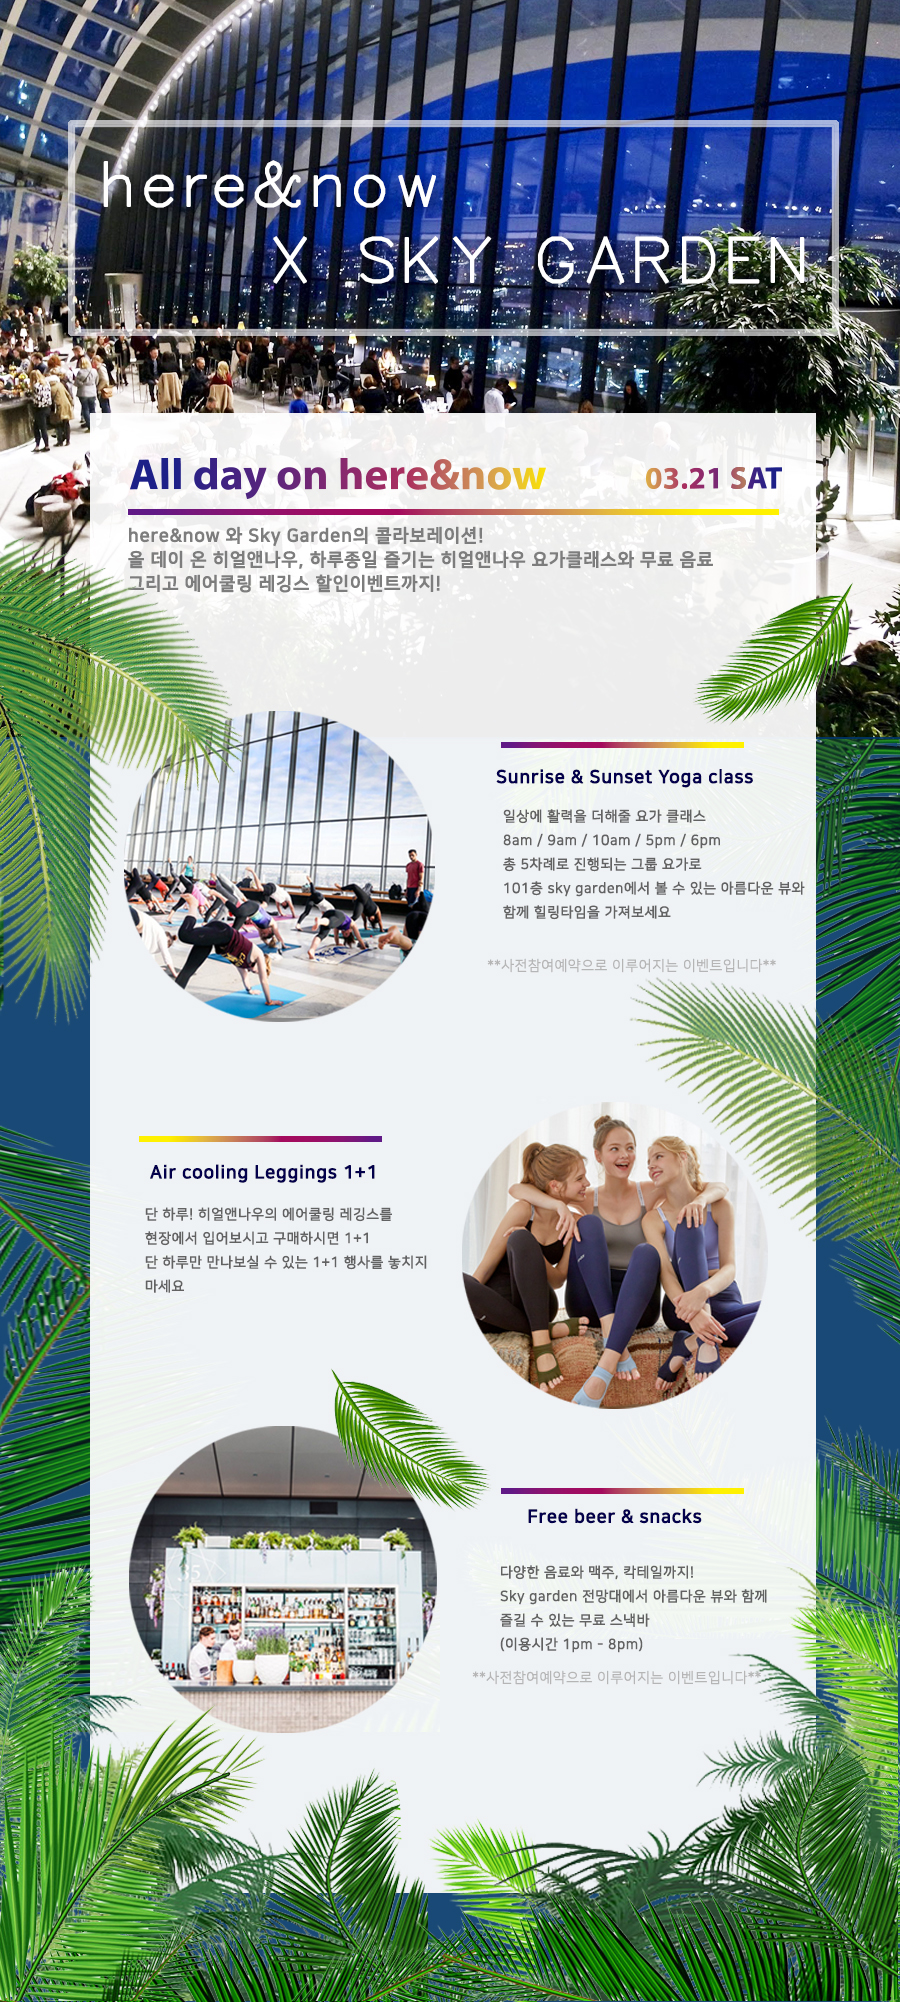 here&now
X SKY GARDEN
All day on here&now
03.21 SAT
here&now 와 Sky Garden의 콜라보레이션!
올 데이 온 히얼앤나우, 하루종일 즐기는 히얼앤나우 요가클래스와 무료 음료
그리고 에어쿨링 레깅스 할인이벤트까지!
Sunrise & Sunset Yoga class
일상에 활력을 더해줄 요가 클래스
8am / 9am / 10am / 5pm / 6pm
총 5차례로 진행되는 그룹 요가로
101층 sky garden에서 볼 수 있는 아름다운 뷰와
함께 힐링타임을 가져보세요
**사전참여예약으로 이루어지는 이벤트입니다**
Air cooling Leggings 1+1
단 하루! 히얼앤나우의 에어쿨링 레깅스를
현장에서 입어보시고 구매하시면 1+1
단 하루만 만나보실 수 있는 1+1 행사를 놓치지
마세요
Free beer & snacks
다양한 음료와 맥주, 칵테일까지!
Sky garden 전망대에서 아름다운 뷰와 함께
즐길 수 있는 무료 스낵바
(이용시간 1pm - 8pm)
**사전참여예약으로 이루어지는 이벤트입니다**